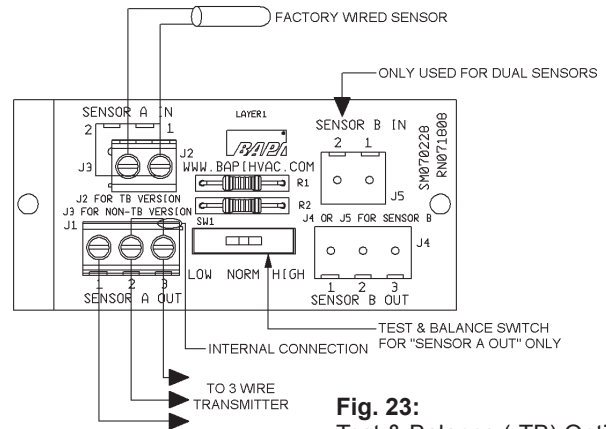 FACTORY WIRED SENSOR
ONLY USED FOR DUAL SENSORS
SENSOR A IN
2 1
LAYER1
BAPI
SENSOR B IN
2 1
J3
J2
WWW.BAPIHVAC.COM
R1
J5
SM070228
RN071808
J2 FOR TB VERSION
J3 FOR NON-TB VERSION
R2
J4 OR J5 FOR SENSOR B
J1
SW1
J4
LOW NORM HIGH
1 2 3
SENSOR A OUT
1 2 3
SENSOR B OUT
TEST & BALANCE SWITCH
FOR "SENSOR A OUT" ONLY
INTERNAL CONNECTION
TO 3 WIRE
TRANSMITTER
Fig. 23: